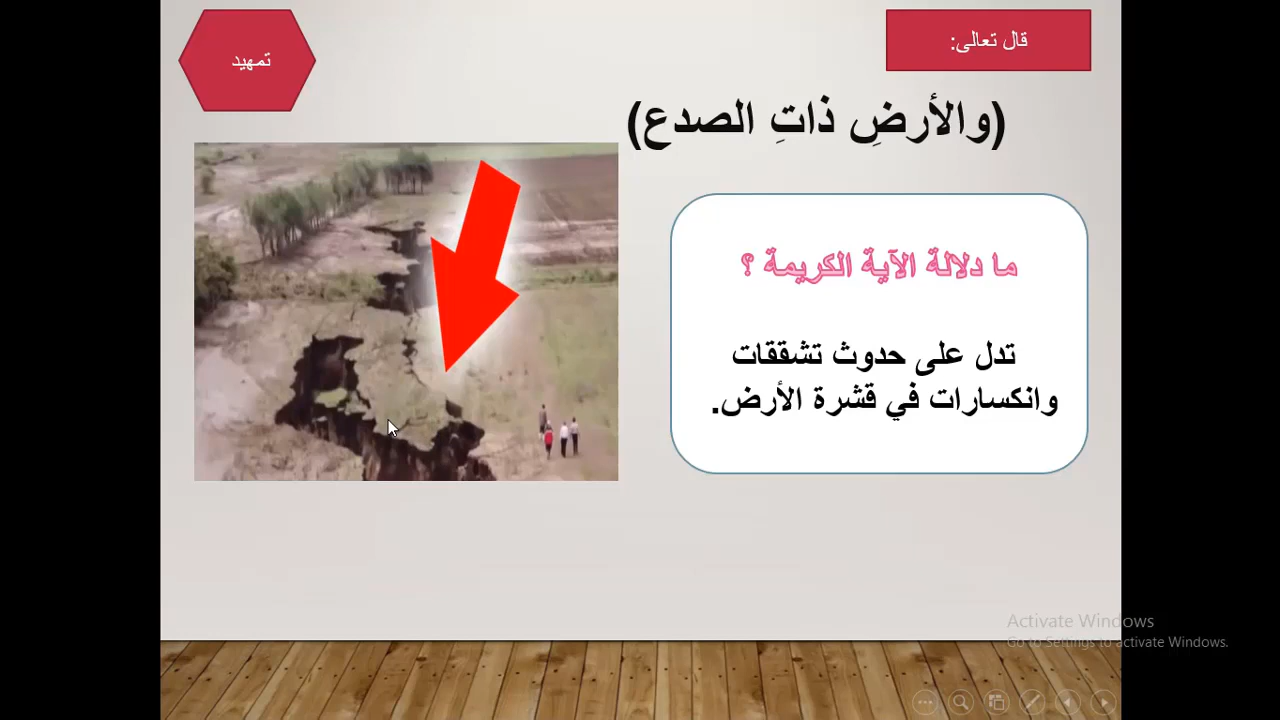 قال تعالى:
تمهيد
(والأرضِ ذاتِ الصدع)
ما دلالة الآية الكريمة ؟
تدل على حدوث تشققات
وانكسارات في قشرة الأرض.
Activate Windows
Go to Settings to activate Windows.